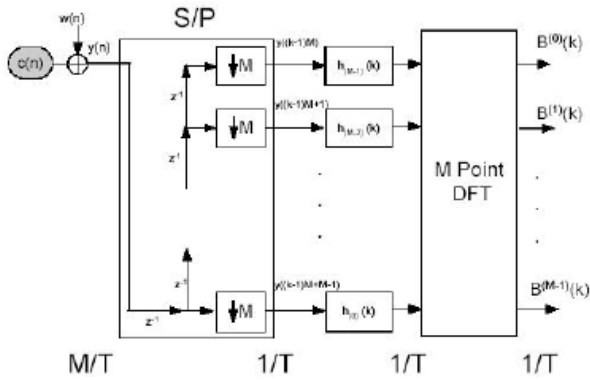 S/P
w(n)
y(n)
c(n)
z⁻¹
↓M
y((k-1)M)
h₍M-1₎(k)
B⁽⁰⁾(k)
z⁻¹
↓M
y((k-1)M+1)
h₍M-2₎(k)
B⁽¹⁾(k)
M Point
DFT
z⁻¹
z⁻¹
↓M
y((k-1)M+M-1)
h₍₀₎(k)
B⁽M-1⁾(k)
M/T
1/T
1/T
1/T